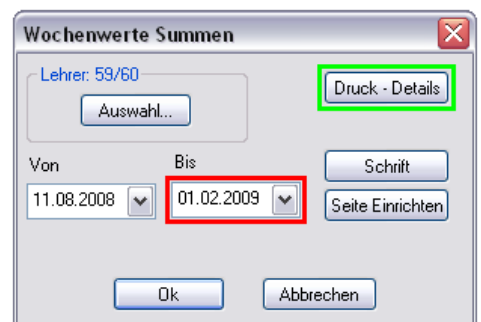 Wochenwerte Summen
Lehrer: 59/60
Auswahl...
Druck - Details
Von
Bis
11.08.2008
01.02.2009
Schrift
Seite Einrichten
Ok
Abbrechen